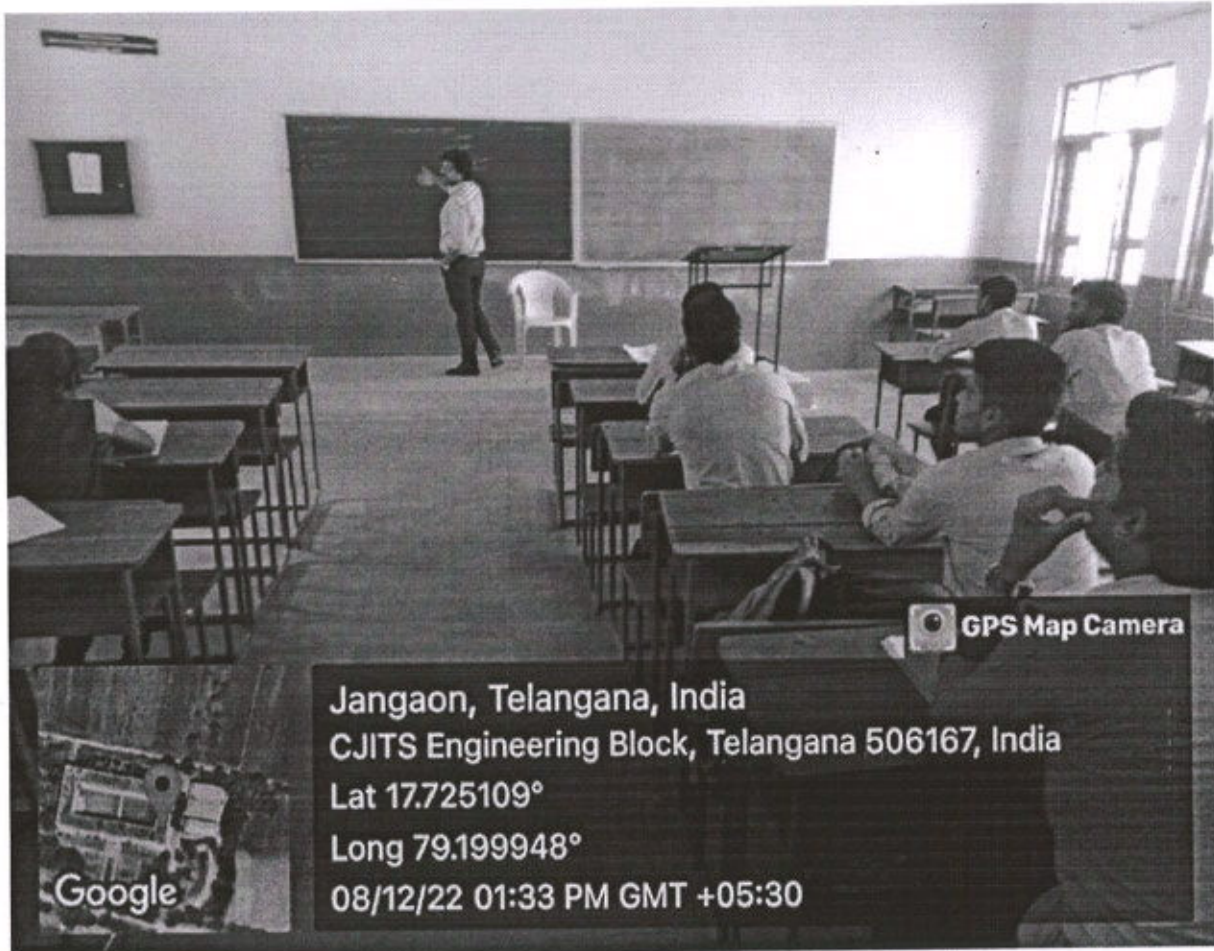 GPS Map Camera
Jangaon, Telangana, India
CJITS Engineering Block, Telangana 506167, India
Lat 17.725109°
Long 79.199948°
08/12/22 01:33 PM GMT +05:30
Google